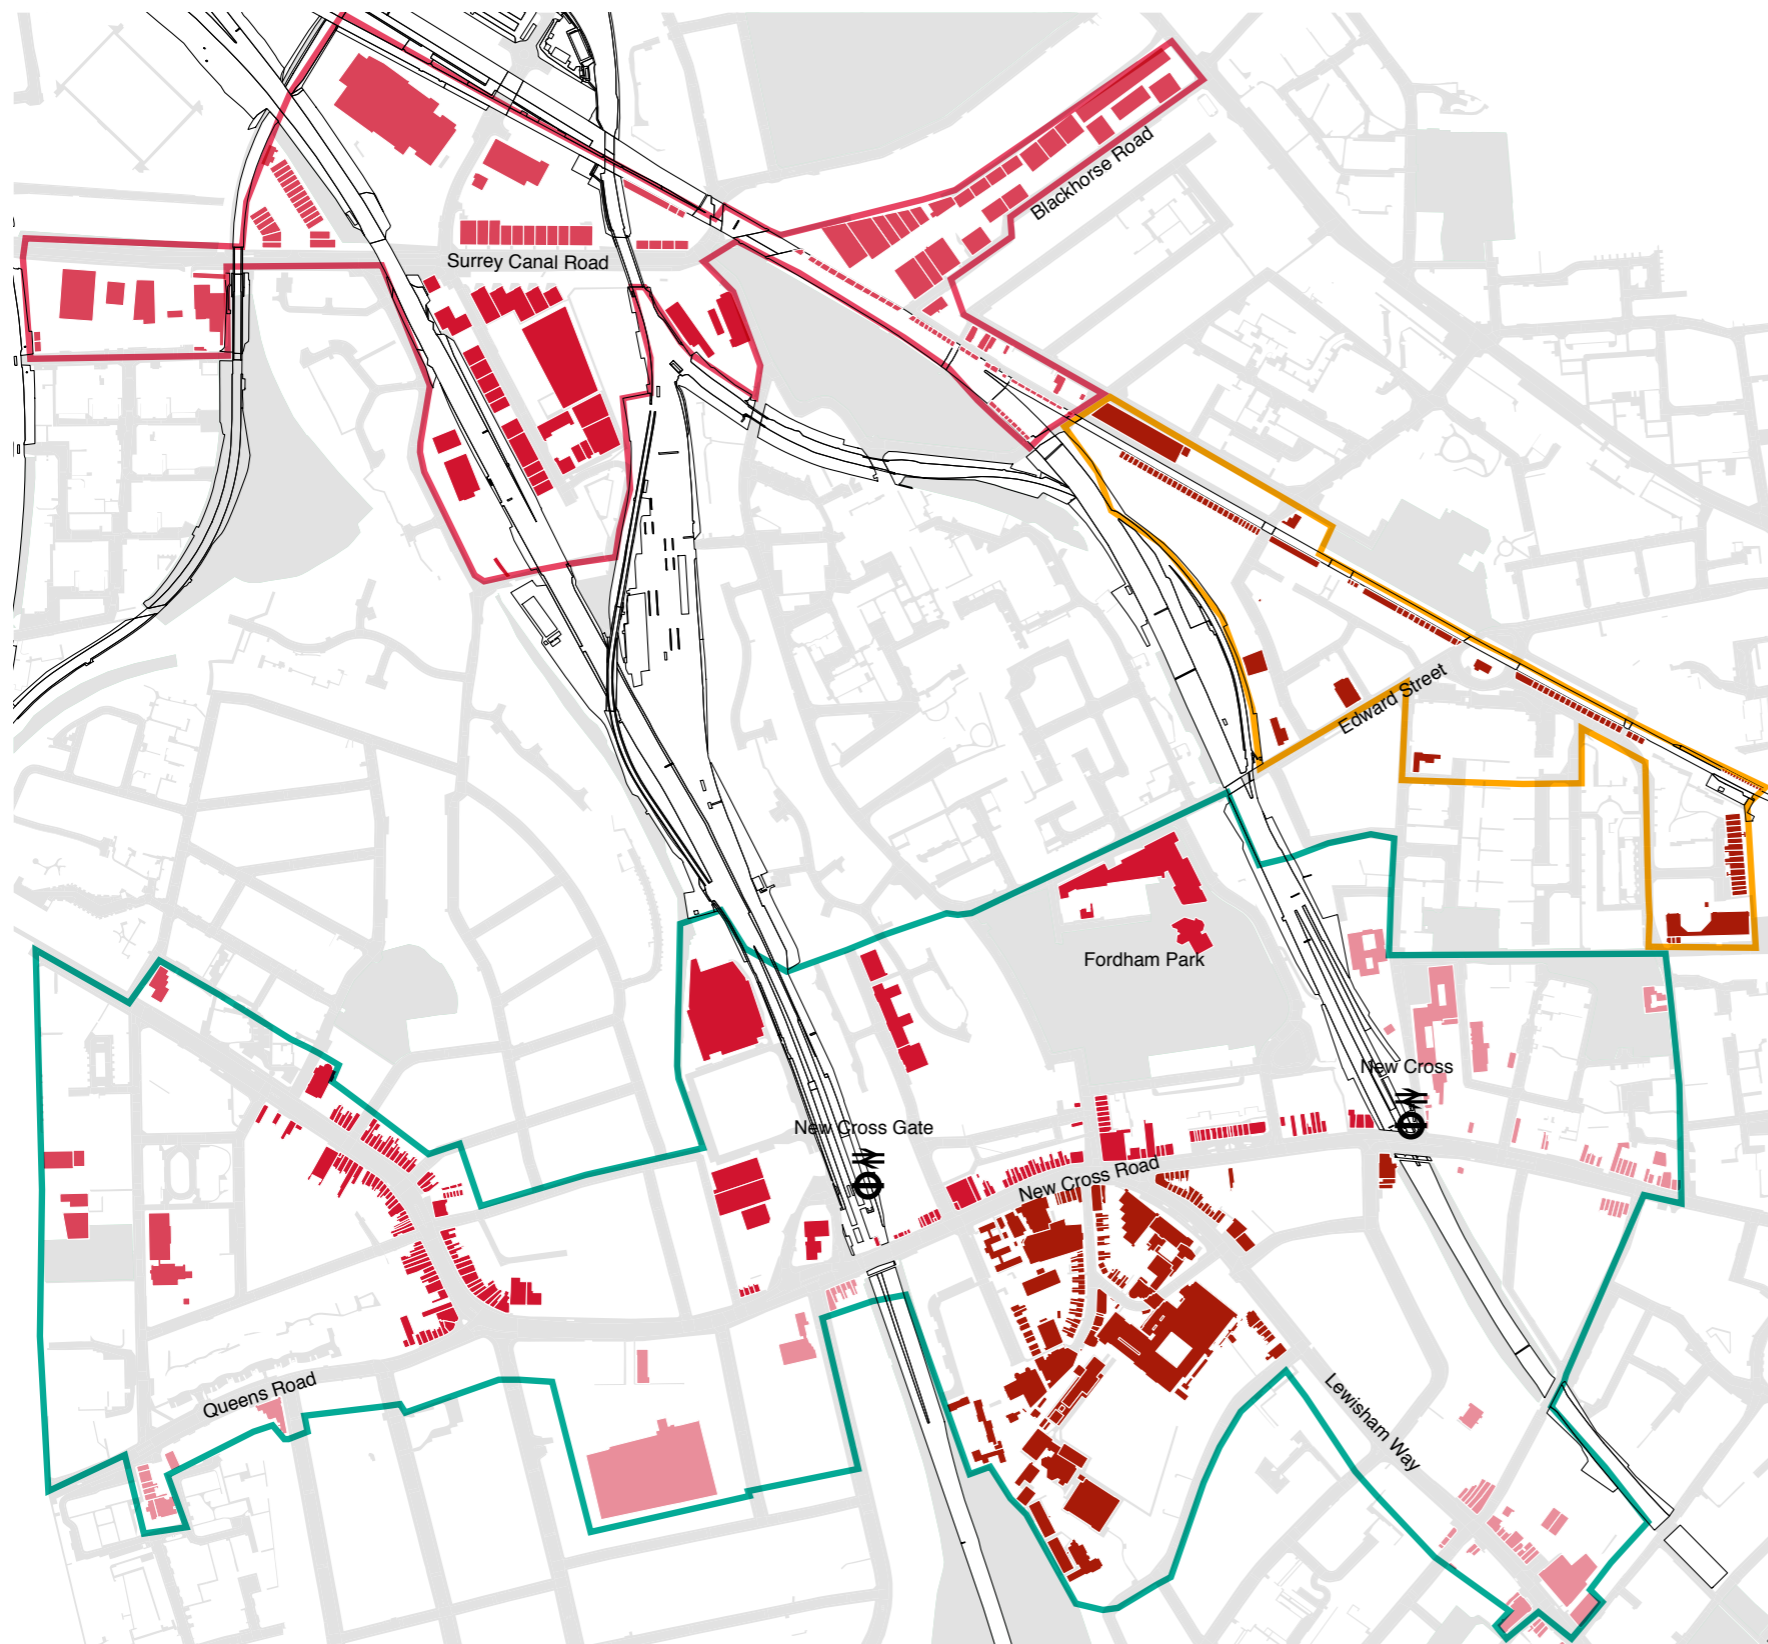 Blackhorse Road
Surrey Canal Road
Edward Street
Fordham Park
New Cross
New Cross Gate
New Cross Road
Queens Road
Lewisham Way